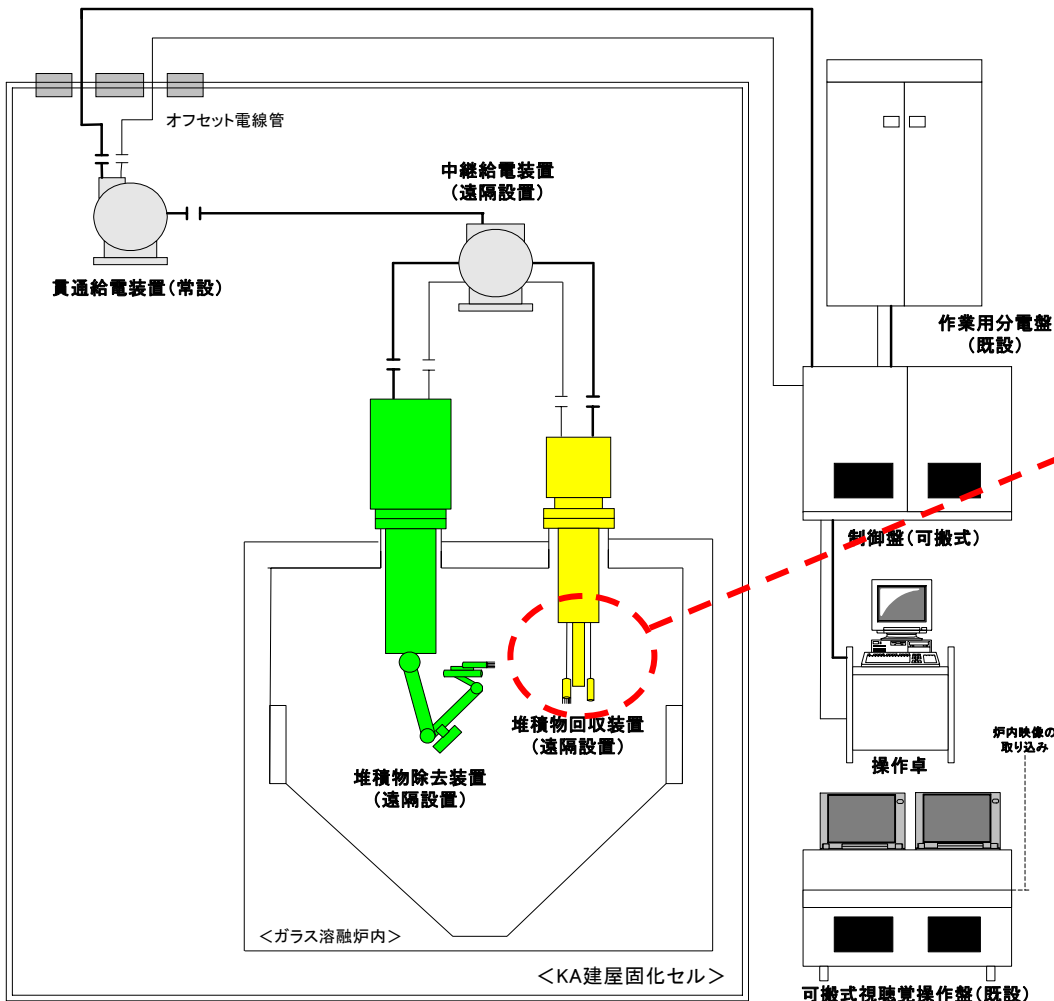 オフセット電線管
中継給電装置
(遠隔設置)
貫通給電装置(常設)
作業用分電盤
(既設)
制御盤(可搬式)
堆積物回収装置
(遠隔設置)
堆積物除去装置
(遠隔設置)
操作卓
炉内映像の
取り込み
<ガラス溶融炉内>
<KA建屋固化セル>
可搬式視聴覚操作盤(既設)